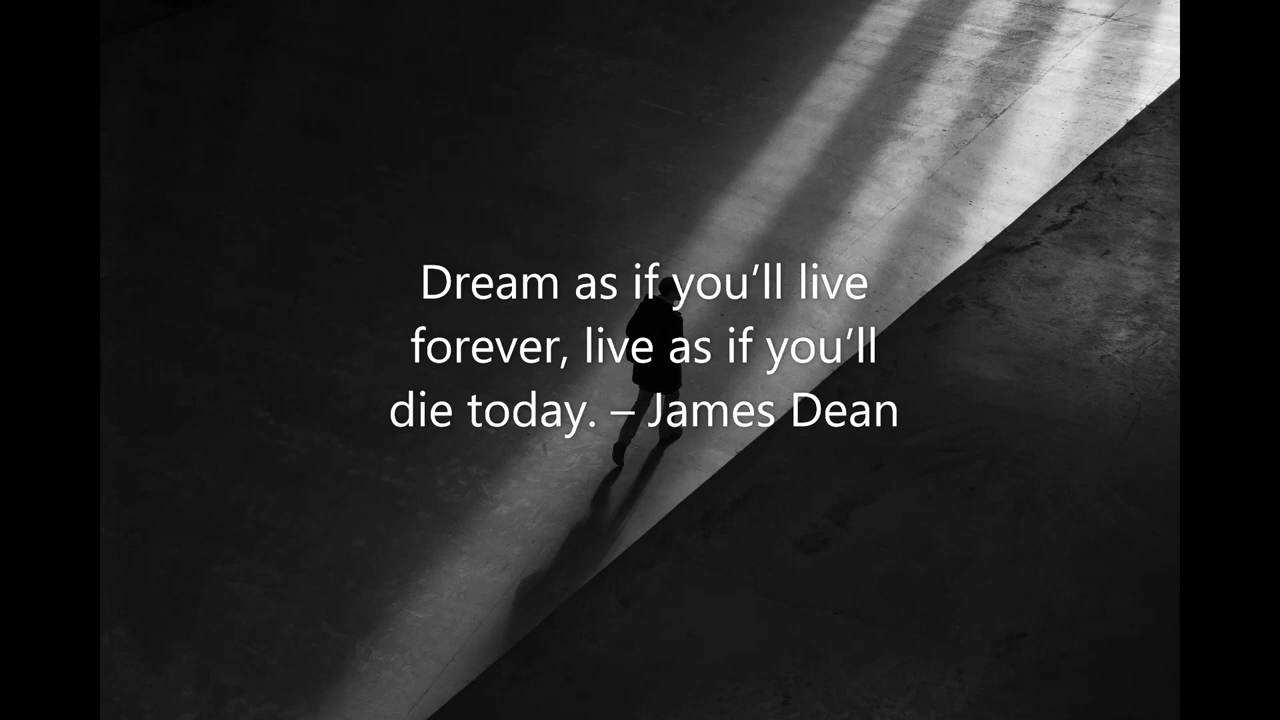 Dream as if you’ll live
forever, live as if you’ll
die today. – James Dean